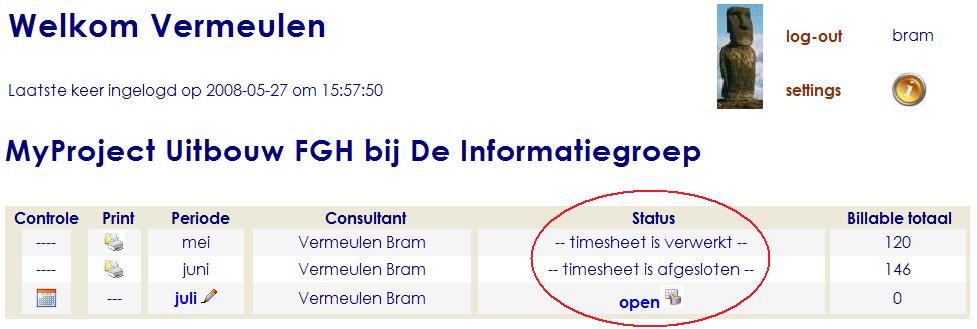 Welkom Vermeulen
log-out bram
Laatste keer ingelogd op 2008-05-27 om 15:57:50
settings
MyProject Uitbouw FGH bij De Informatiegroep
Controle Print Periode Consultant Status Billable totaal
---- mei Vermeulen Bram -- timesheet is verwerkt -- 120
---- juni Vermeulen Bram -- timesheet is afgesloten -- 146
--- juli Vermeulen Bram open 0